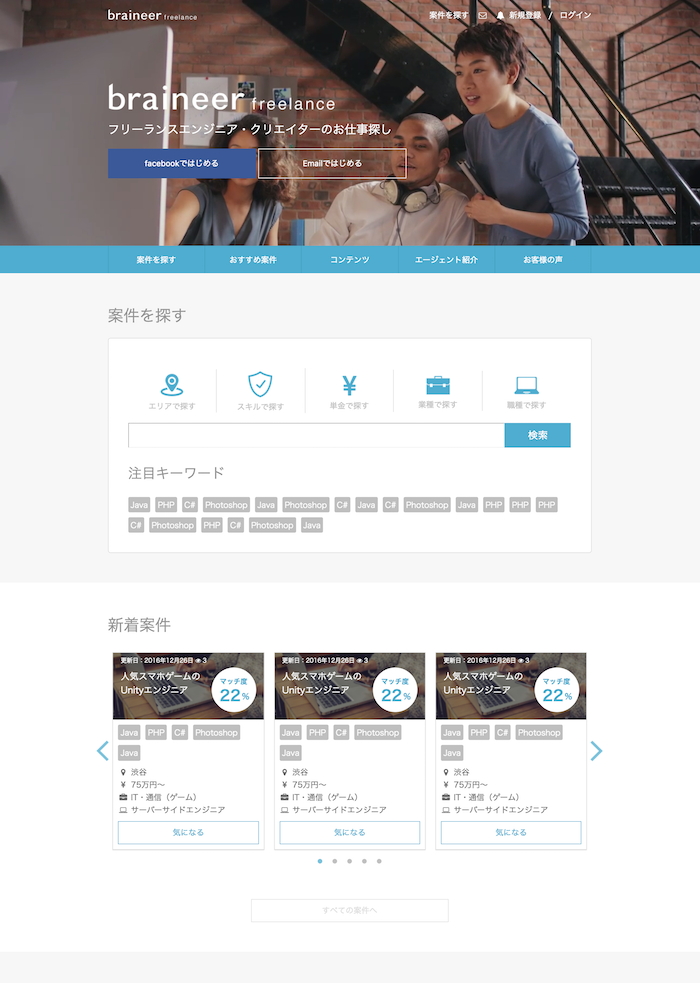 braineer freelance
案件を探す 新規登録 / ログイン
braineer freelance
フリーランスエンジニア・クリエイターのお仕事探し
facebookではじめる Emailではじめる
案件を探す おすすめ案件 コンテンツ エージェント紹介 お客様の声
案件を探す
エリアで探す スキルで探す 単金で探す 業種で探す 職種で探す
検索
注目キーワード
Java PHP C# Photoshop Java Photoshop C# Java C# Photoshop Java PHP PHP PHP
C# Photoshop PHP C# Photoshop Java
新着案件
更新日：2016年12月26日 3
人気スマホゲームの
Unityエンジニア
マッチ度
22%
Java PHP C# Photoshop
Java
渋谷
¥ 75万円〜
IT・通信（ゲーム）
サーバーサイドエンジニア
気になる
更新日：2016年12月26日 3
人気スマホゲームの
Unityエンジニア
マッチ度
22%
Java PHP C# Photoshop
Java
渋谷
¥ 75万円〜
IT・通信（ゲーム）
サーバーサイドエンジニア
気になる
更新日：2016年12月26日 3
人気スマホゲームの
Unityエンジニア
マッチ度
22%
Java PHP C# Photoshop
Java
渋谷
¥ 75万円〜
IT・通信（ゲーム）
サーバーサイドエンジニア
気になる
すべての案件へ